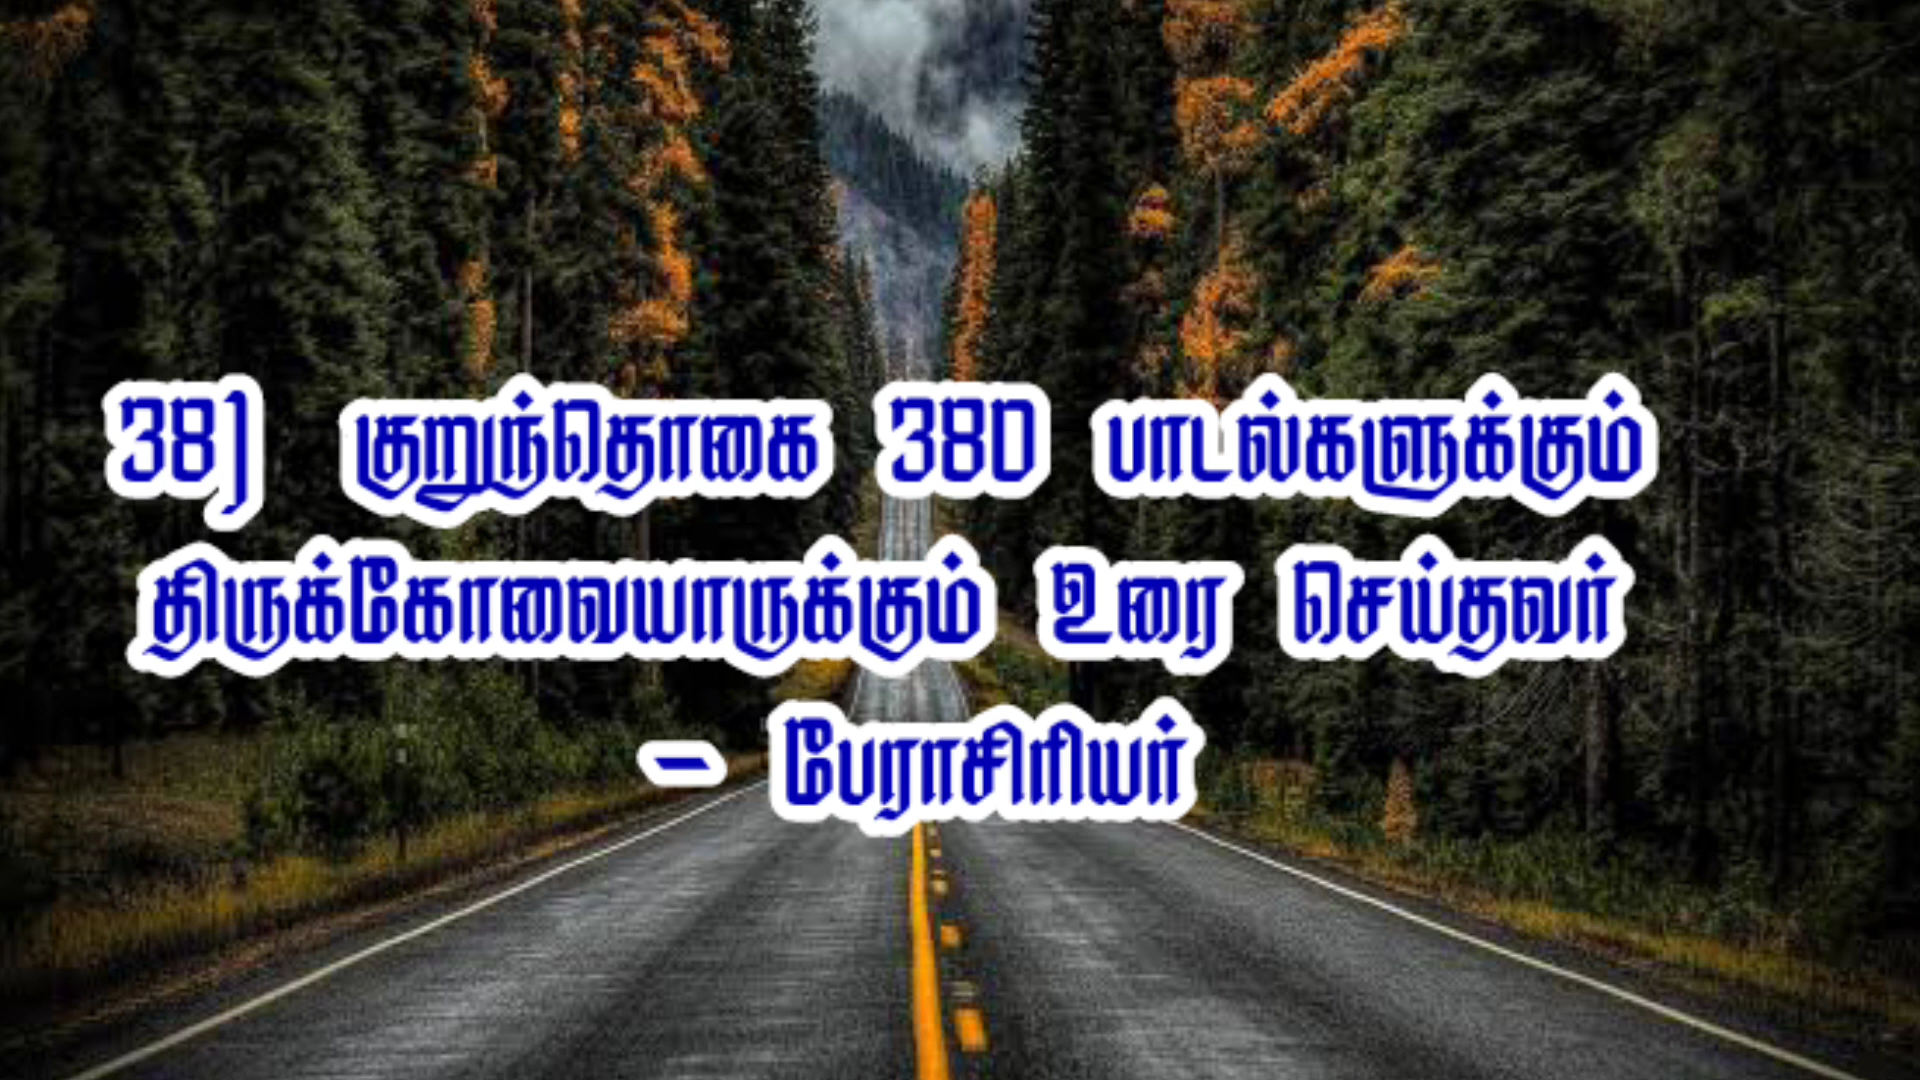 38) குறுந்தொகை 380 பாடல்களுக்கும்
திருக்கோவையாருக்கும் உரை செய்தவர்
- பேராசிரியர்